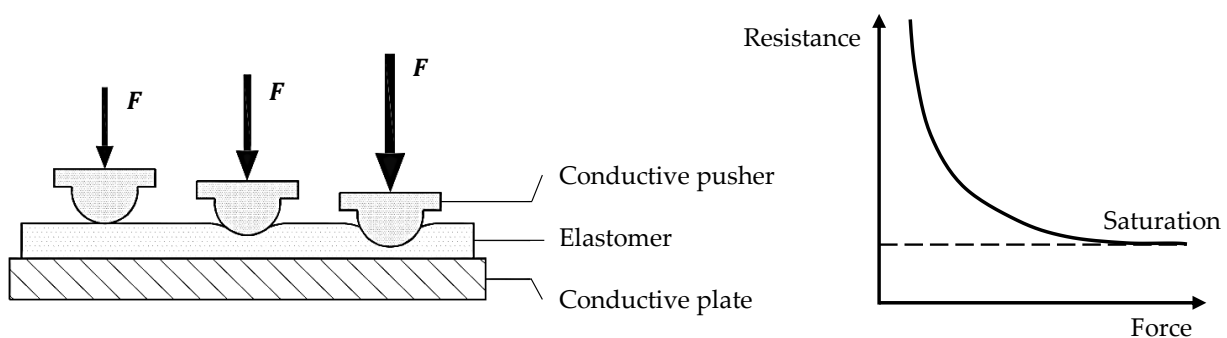 F
F
F
Conductive pusher
Elastomer
Conductive plate
Resistance
Saturation
Force